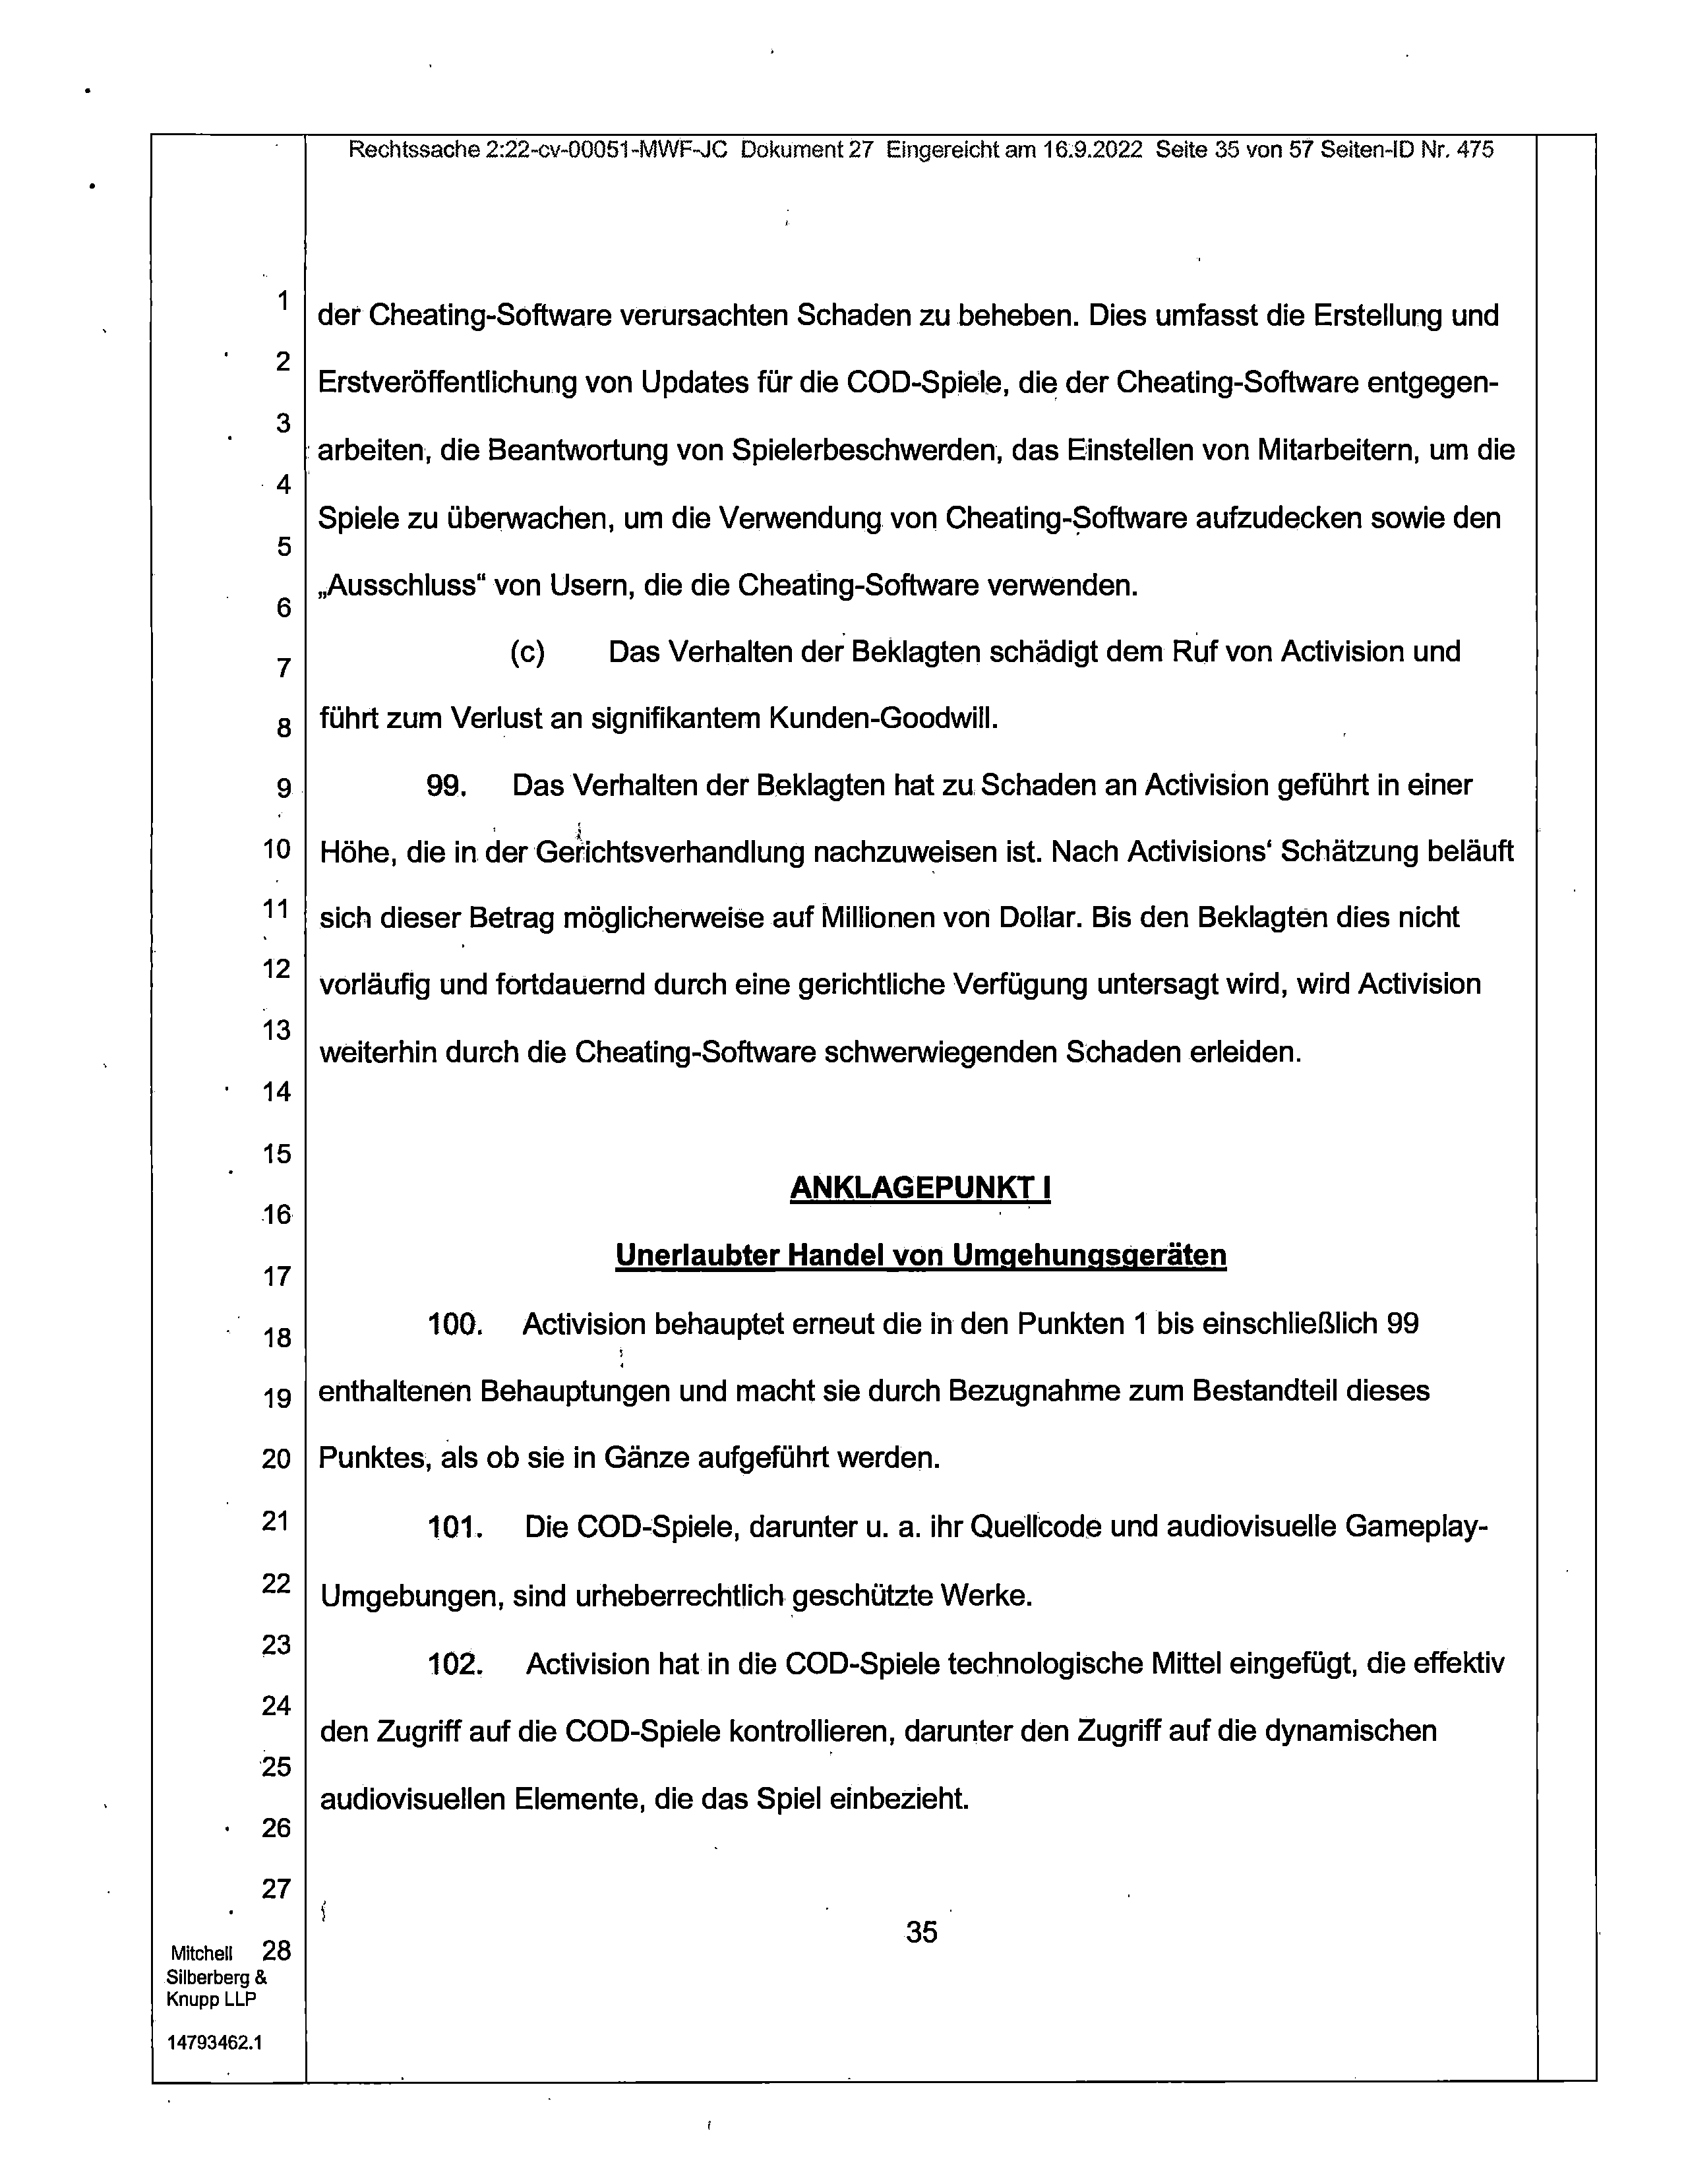 Rechtssache 2:22-cv-00051-MWF-JC Dokument 27 Eingereicht am 16.9.2022 Seite 35 von 57 Seiten-ID Nr. 475
1
der Cheating-Software verursachten Schaden zu beheben. Dies umfasst die Erstellung und
2
Erstveröffentlichung von Updates für die COD-Spiele, die der Cheating-Software entgegen-
3
arbeiten, die Beantwortung von Spielerbeschwerden, das Einstellen von Mitarbeitern, um die
4
Spiele zu überwachen, um die Verwendung von Cheating-Software aufzudecken sowie den
5
„Ausschluss“ von Usern, die die Cheating-Software verwenden.
6
(c) Das Verhalten der Beklagten schädigt dem Ruf von Activision und
7
führt zum Verlust an signifikantem Kunden-Goodwill.
8
99. Das Verhalten der Beklagten hat zu Schaden an Activision geführt in einer
9
Höhe, die in der Gerichtsverhandlung nachzuweisen ist. Nach Activisions‘ Schätzung beläuft
10
sich dieser Betrag möglicherweise auf Millionen von Dollar. Bis den Beklagten dies nicht
11
vorläufig und fortdauernd durch eine gerichtliche Verfügung untersagt wird, wird Activision
12
13
weiterhin durch die Cheating-Software schwerwiegenden Schaden erleiden.
14
15
ANKLAGEPUNKT I
16
Unerlaubter Handel von Umgehungsgeräten
17
100. Activision behauptet erneut die in den Punkten 1 bis einschließlich 99
18
enthaltenen Behauptungen und macht sie durch Bezugnahme zum Bestandteil dieses
19
Punktes, als ob sie in Gänze aufgeführt werden.
20
21
101. Die COD-Spiele, darunter u. a. ihr Quellcode und audiovisuelle Gameplay-
22
Umgebungen, sind urheberrechtlich geschützte Werke.
23
102. Activision hat in die COD-Spiele technologische Mittel eingefügt, die effektiv
24
den Zugriff auf die COD-Spiele kontrollieren, darunter den Zugriff auf die dynamischen
25
audiovisuellen Elemente, die das Spiel einbezieht.
26
27
35
28
Mitchell
Silberberg &
Knupp LLP
14793462.1